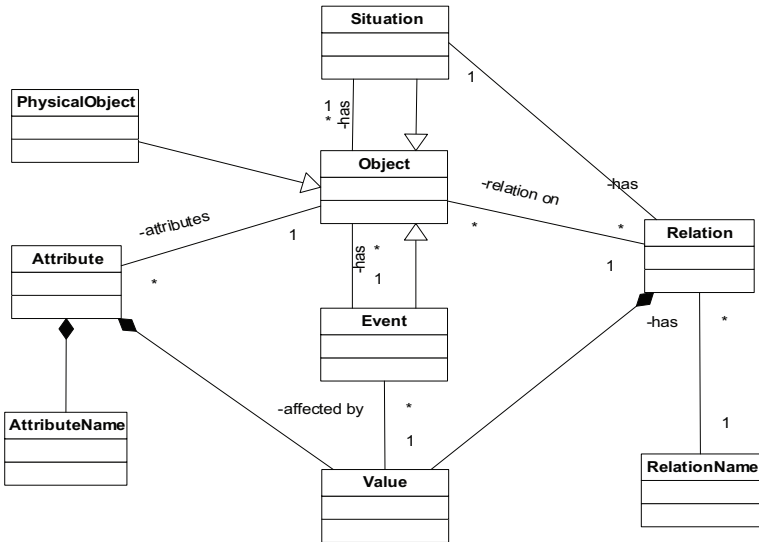 Situation
1
PhysicalObject
1
*
-has
Object
-relation on
-has
-attributes
1
*
*
Attribute
*
-has
*
1
1
Relation
Event
-has
*
-affected by
*
1
1
AttributeName
Value
RelationName